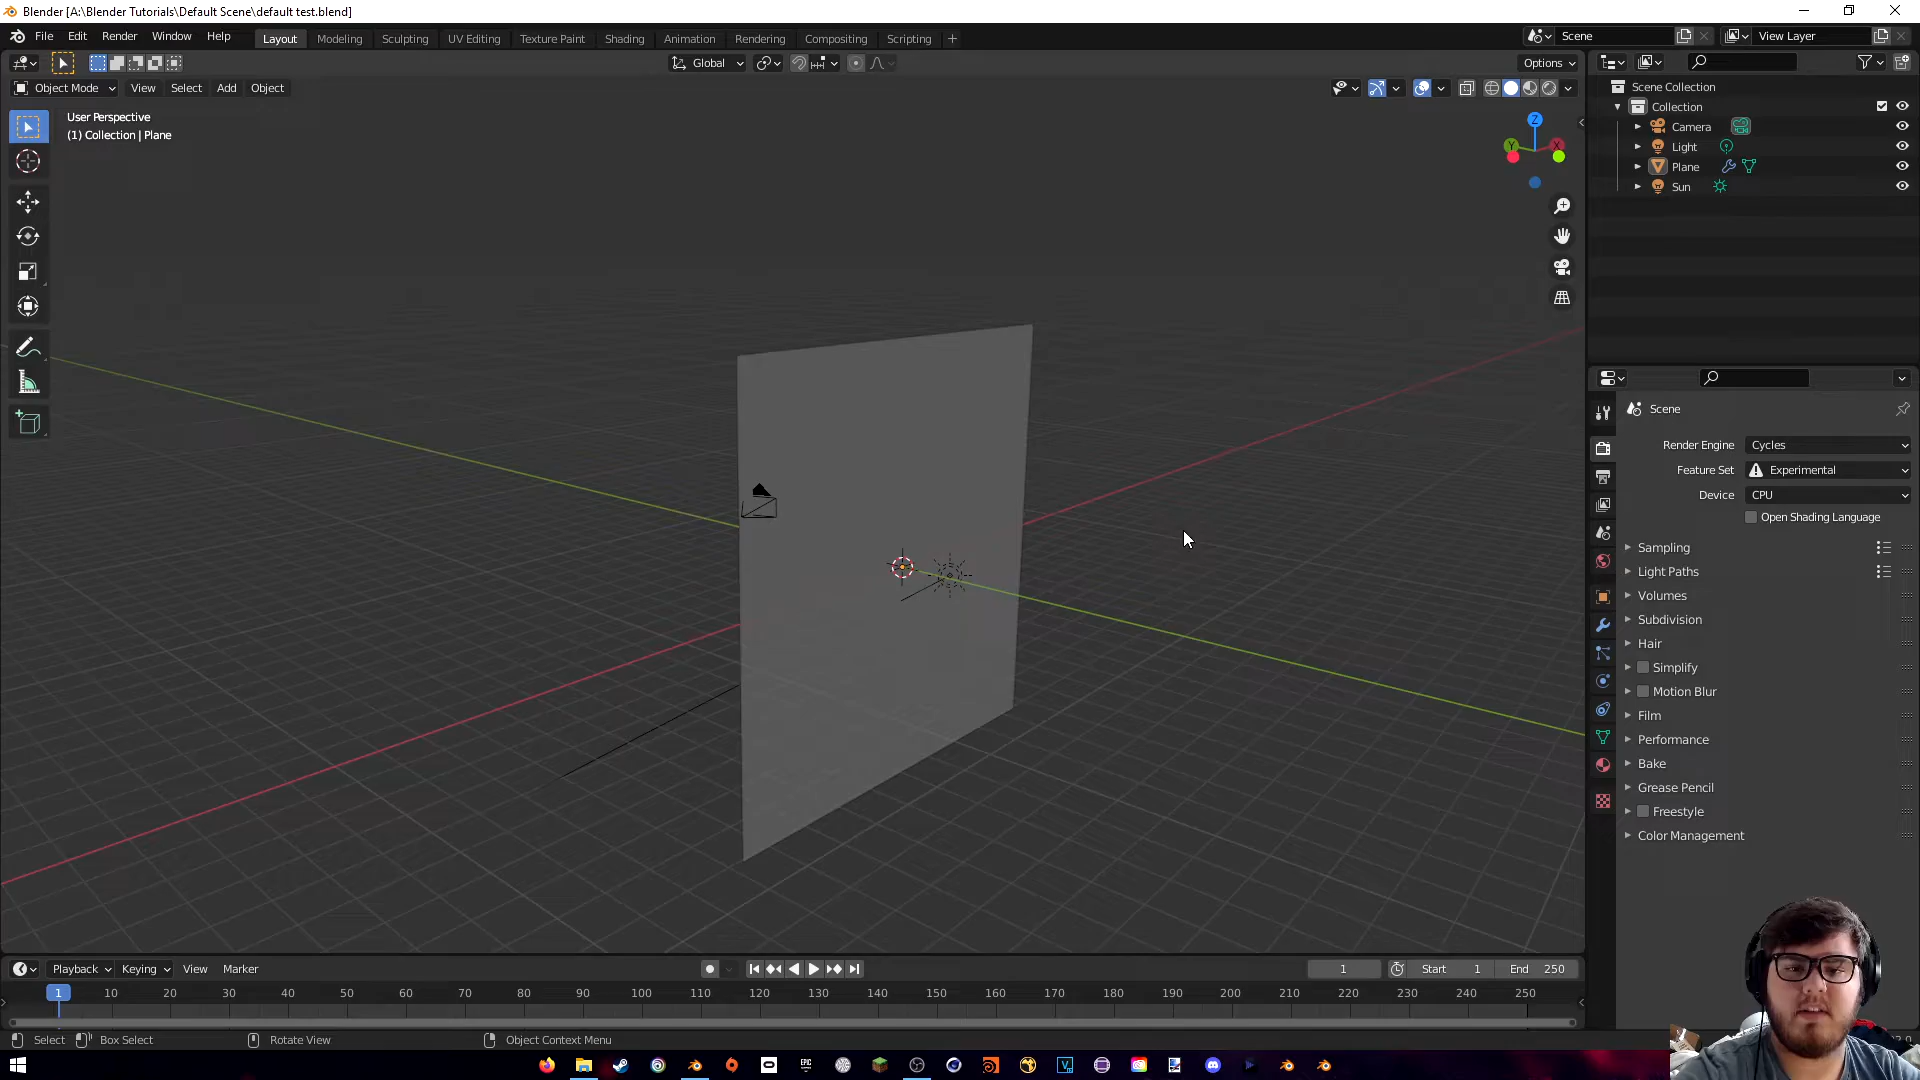 Blender [A:\Blender Tutorials\Default Scene\default test.blend]
File Edit Render Window Help Layout Modeling Sculpting UV Editing Texture Paint Shading Animation Rendering Compositing Scripting + Scene View Layer
Global Options
Object Mode View Select Add Object
User Perspective
(1) Collection | Plane
Z
Y X
Scene Collection
Collection
Camera
Light
Plane
Sun
Scene
Render Engine Cycles
Feature Set Experimental
Device CPU
Open Shading Language
Sampling
Light Paths
Volumes
Subdivision
Hair
Simplify
Motion Blur
Film
Performance
Bake
Grease Pencil
Freestyle
Color Management
Playback Keying View Marker 1 Start 1 End 250
1 10 20 30 40 50 60 70 80 90 100 110 120 130 140 150 160 170 180 190 200 210 220 230 240 250
Select Box Select Rotate View Object Context Menu
EPIC